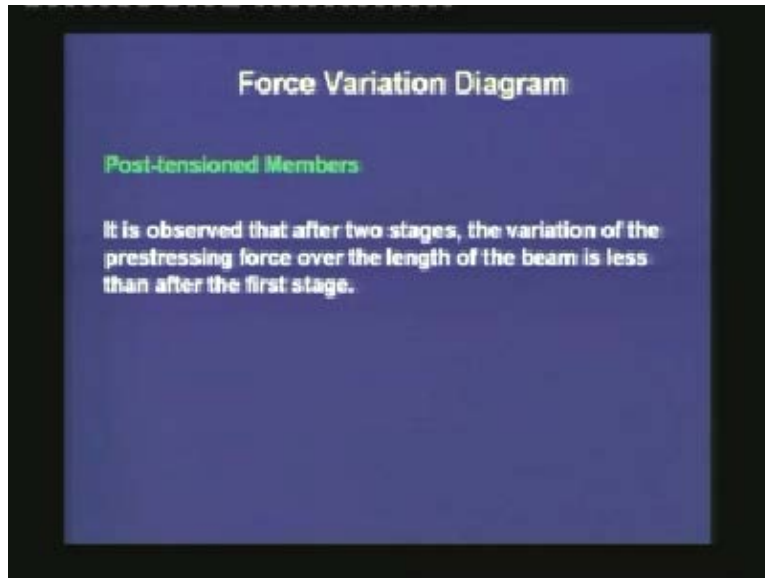 Force Variation Diagram
Post-tensioned Members
It is observed that after two stages, the variation of the
prestressing force over the length of the beam is less
than after the first stage.